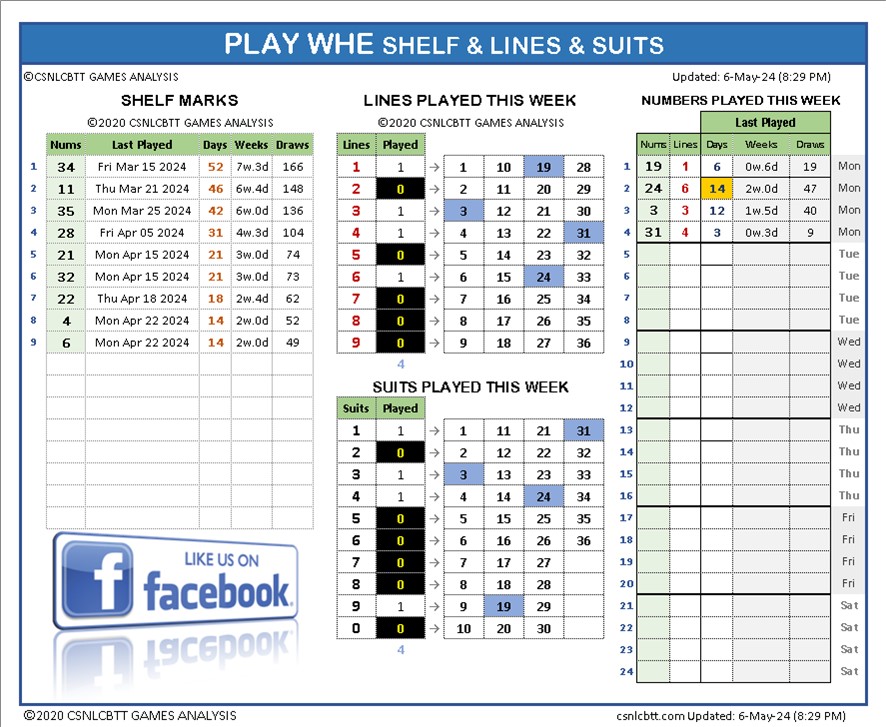 PLAY WHE SHELF & LINES & SUITS
©CSNLCBTT GAMES ANALYSIS
Updated: 6-May-24 (8:29 PM)
SHELF MARKS
©2020 CSNLCBTT GAMES ANALYSIS
Nums Last Played Days Weeks Draws
1 34 Fri Mar 15 2024 52 7w.3d 166
2 11 Thu Mar 21 2024 46 6w.4d 148
3 35 Mon Mar 25 2024 42 6w.0d 136
4 28 Fri Apr 05 2024 31 4w.3d 104
5 21 Mon Apr 15 2024 21 3w.0d 74
6 32 Mon Apr 15 2024 21 3w.0d 73
7 22 Thu Apr 18 2024 18 2w.4d 62
8 4 Mon Apr 22 2024 14 2w.0d 52
9 6 Mon Apr 22 2024 14 2w.0d 49
LIKE US ON
facebook
LINES PLAYED THIS WEEK
©2020 CSNLCBTT GAMES ANALYSIS
Lines Played
1 1 → 1 10 19 28
2 0 → 2 11 20 29
3 1 → 3 12 21 30
4 1 → 4 13 22 31
5 0 → 5 14 23 32
6 1 → 6 15 24 33
7 0 → 7 16 25 34
8 0 → 8 17 26 35
9 0 → 9 18 27 36
4
SUITS PLAYED THIS WEEK
Suits Played
1 1 → 1 11 21 31
2 0 → 2 12 22 32
3 1 → 3 13 23 33
4 1 → 4 14 24 34
5 0 → 5 15 25 35
6 0 → 6 16 26 36
7 0 → 7 17 27
8 0 → 8 18 28
9 1 → 9 19 29
0 0 → 10 20 30
4
NUMBERS PLAYED THIS WEEK
Last Played
Nums Lines Days Weeks Draws
1 19 1 6 0w.6d 19 Mon
2 24 6 14 2w.0d 47 Mon
3 3 3 12 1w.5d 40 Mon
4 31 4 3 0w.3d 9 Mon
5 Tue
6 Tue
7 Tue
8 Tue
9 Wed
10 Wed
11 Wed
12 Wed
13 Thu
14 Thu
15 Thu
16 Thu
17 Fri
18 Fri
19 Fri
20 Fri
21 Sat
22 Sat
23 Sat
24 Sat
©2020 CSNLCBTT GAMES ANALYSIS
csnlcbtt.com Updated: 6-May-24 (8:29 PM)